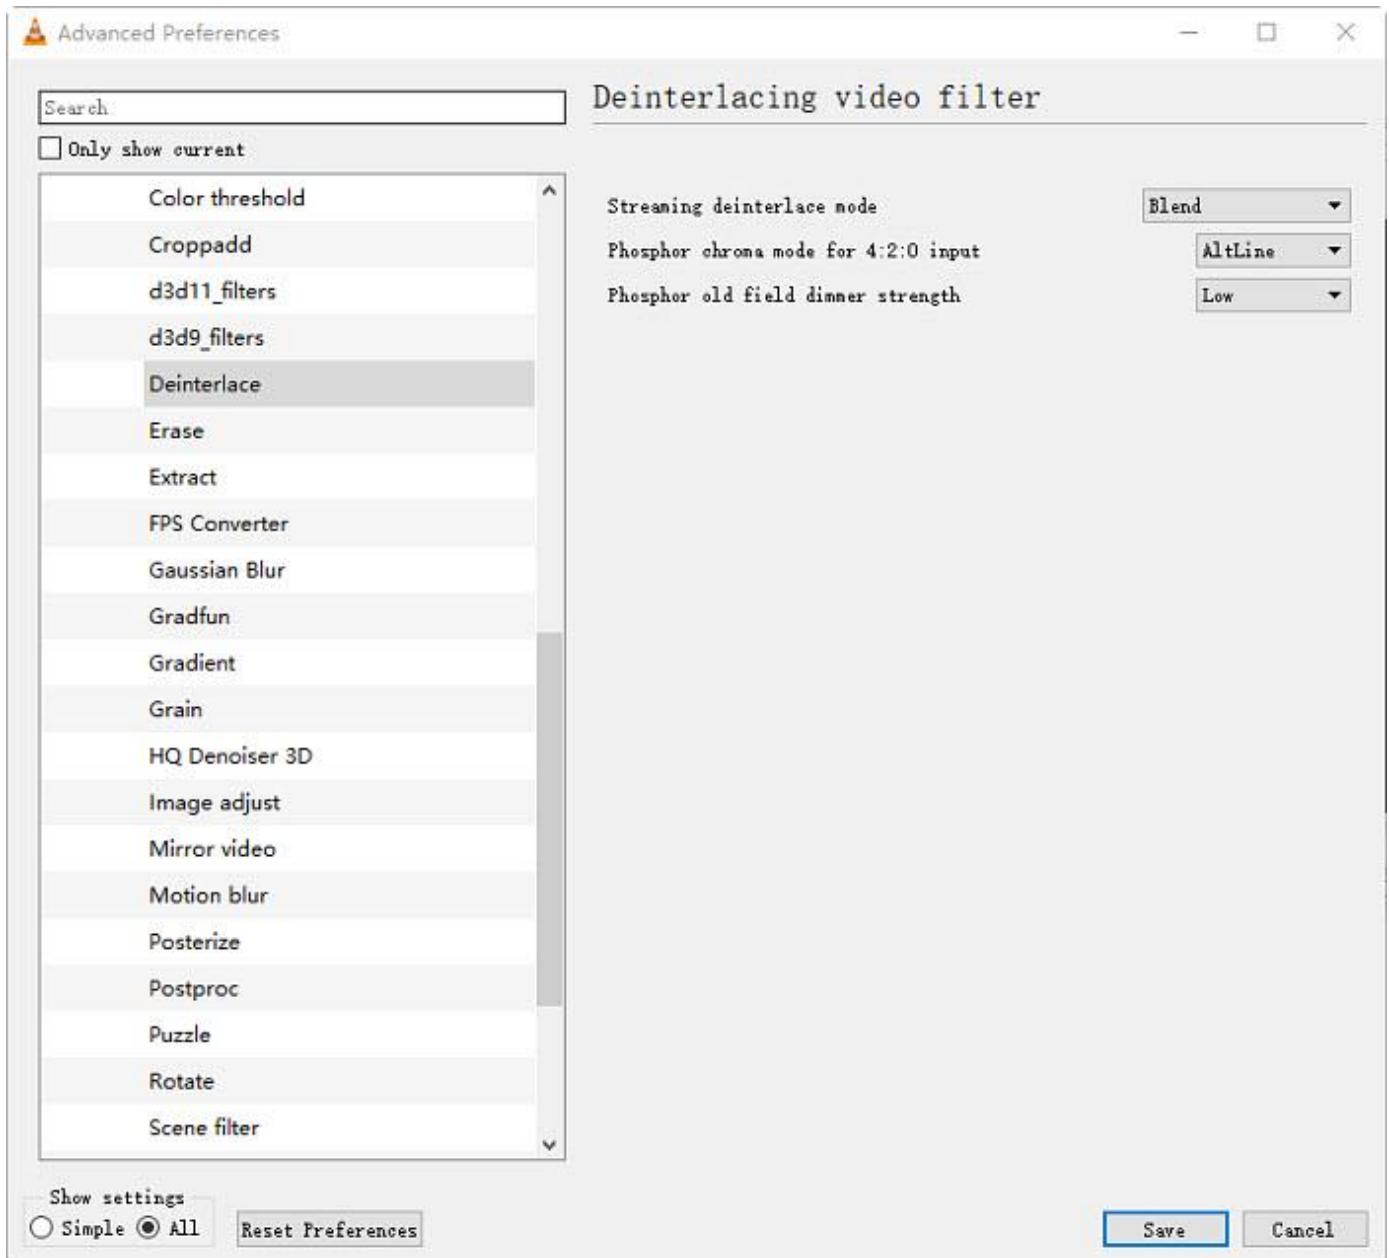 Advanced Preferences
Search
Only show current
Color threshold
Croppadd
d3d11_filters
d3d9_filters
Deinterlace
Erase
Extract
FPS Converter
Gaussian Blur
Gradfun
Gradient
Grain
HQ Denoiser 3D
Image adjust
Mirror video
Motion blur
Posterize
Postproc
Puzzle
Rotate
Scene filter
Deinterlacing video filter
Streaming deinterlace mode Blend
Phosphor chroma mode for 4:2:0 input AltLine
Phosphor old field dimmer strength Low
Show settings
Simple All Reset Preferences Save Cancel